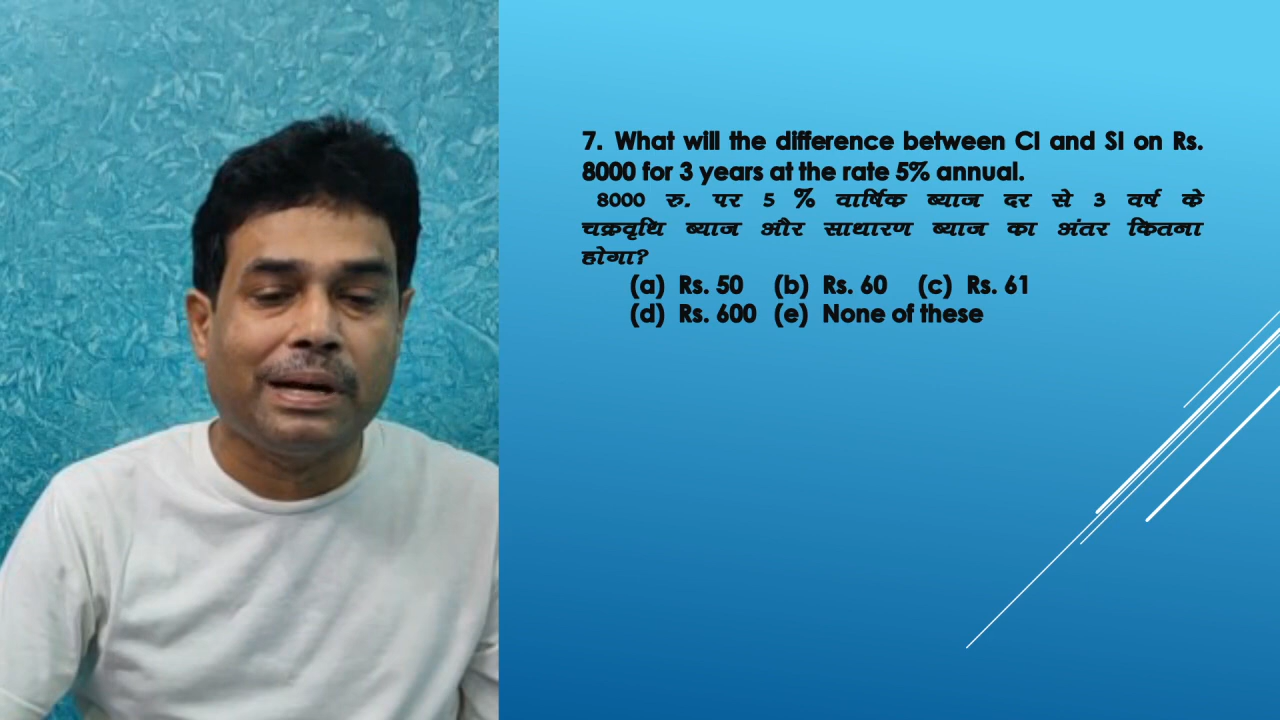 7. What will the difference between CI and SI on Rs.
8000 for 3 years at the rate 5% annual.
8000 रु. पर 5 % वार्षिक ब्याज दर से 3 वर्ष के
चक्रवृधि ब्याज और साधारण ब्याज का अंतर कितना
होगा?
(a) Rs. 50 (b) Rs. 60 (c) Rs. 61
(d) Rs. 600 (e) None of these